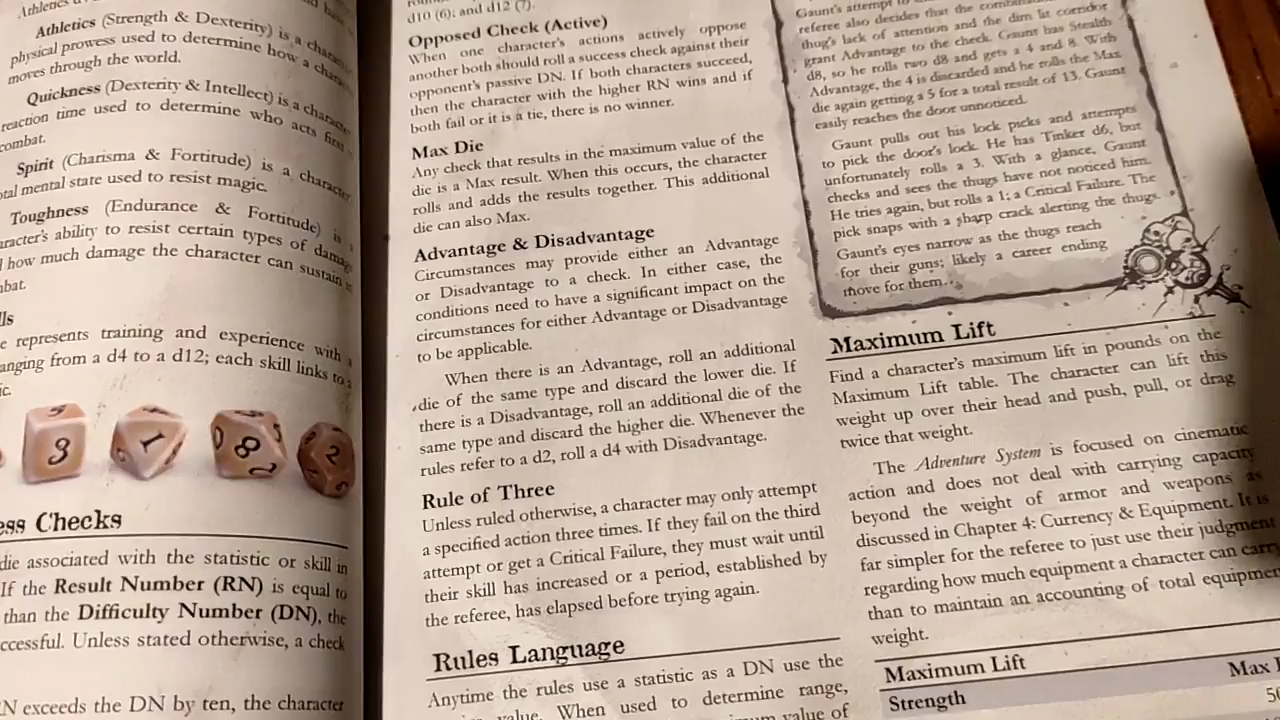 Athletics
Athletics (Strength & Dexterity) is a
physical prowess used to determine how a
moves through the world.
Quickness (Dexterity & Intellect) is a
reaction time used to determine who acts first
combat.
Spirit (Charisma & Fortitude) is a character
mental state used to resist magic.
Toughness (Endurance & Fortitude) is
ability to resist certain types of
how much damage the character can sustain
represents training and experience with
from a d4 to a d12; each skill links to a
3
1
8
2
Checks
die associated with the statistic or skill in
If the Result Number (RN) is equal to
than the Difficulty Number (DN), the
Unless stated otherwise, a check
exceeds the DN by ten, the character
d10 (6); and d12 (7).
Opposed Check (Active)
When one character's actions actively oppose
another both should roll a success check against their
opponent's passive DN. If both characters succeed,
then the character with the higher RN wins and if
both fail or it is a tie, there is no winner.
Max Die
Any check that results in the maximum value of the
die is a Max result. When this occurs, the character
rolls and adds the results together. This additional
die can also Max.
Advantage & Disadvantage
Circumstances may provide either an Advantage
or Disadvantage to a check. In either case, the
conditions need to have a significant impact on the
circumstances for either Advantage or Disadvantage
to be applicable.
When there is an Advantage, roll an additional
die of the same type and discard the lower die. If
there is a Disadvantage, roll an additional die of the
same type and discard the higher die. Whenever the
rules refer to a d2, roll a d4 with Disadvantage.
Rule of Three
Unless ruled otherwise, a character may only attempt
a specified action three times. If they fail on the third
attempt or get a Critical Failure, they must wait until
their skill has increased or a period, established by
the referee, has elapsed before trying again.
Rules Language
Anytime the rules use a statistic as a DN use the
value. When used to determine range,
value of
Gaunt's attempt to
referee also decides that the
thug's lack of attention and the dim lit corridor
grant Advantage to the check. Gaunt has Stealth
d8, so he rolls two d8 and gets a 4 and 8. With
Advantage, the 4 is discarded and he rolls the Max
die again getting a 5 for a total result of 13. Gaunt
easily reaches the door unnoticed.
Gaunt pulls out his lock picks and attempts
to pick the door's lock. He has Tinker d6, but
unfortunately rolls a 3. With a glance, Gaunt
checks and sees the thugs have not noticed him.
He tries again, but rolls a 1; a Critical Failure. The
pick snaps with a sharp crack alerting the thugs.
Gaunt's eyes narrow as the thugs reach
for their guns; likely a career ending
move for them...
Maximum Lift
Find a character's maximum lift in pounds on the
Maximum Lift table. The character can lift this
weight up over their head and push, pull, or drag
twice that weight.
The Adventure System is focused on cinematic
action and does not deal with carrying capacity
beyond the weight of armor and weapons as
discussed in Chapter 4: Currency & Equipment. It is
far simpler for the referee to just use their judgment
regarding how much equipment a character can carry
than to maintain an accounting of total equipment
weight.
Maximum Lift
Strength Max